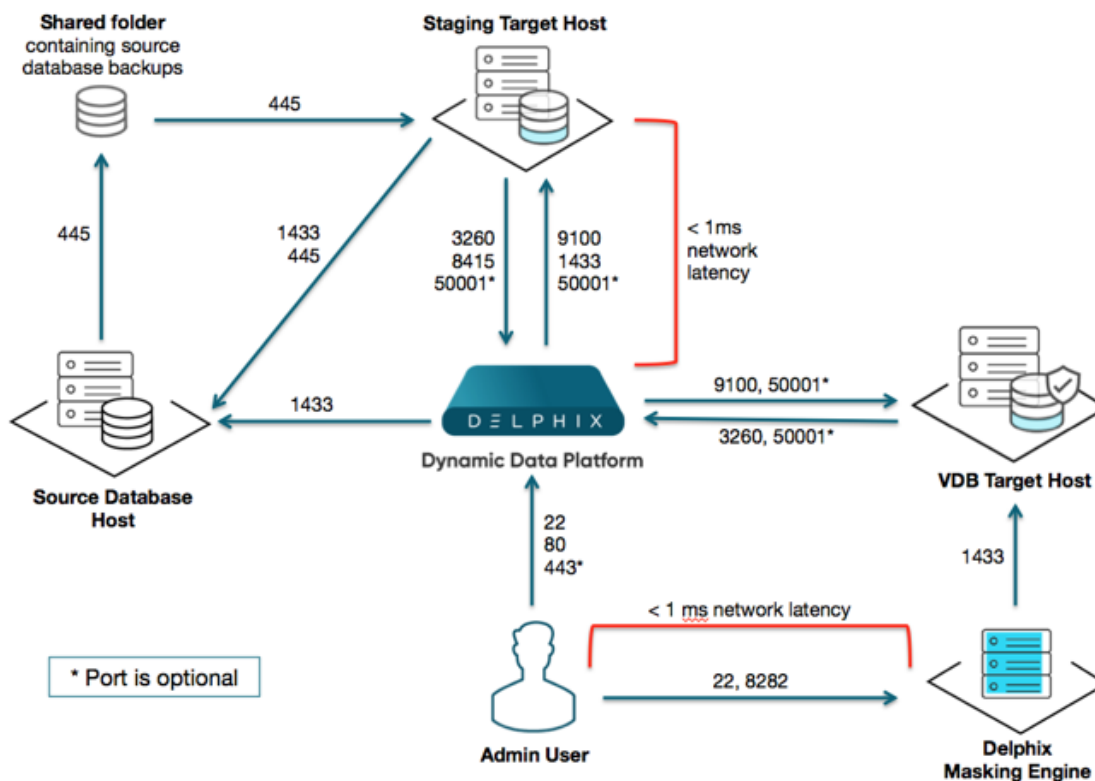 Shared folder
containing source
database backups
Staging Target Host
445
445
1433
445
3260
8415
50001*
9100
1433
50001*
< 1ms
network
latency
1433
DELPHIX
Dynamic Data Platform
9100, 50001*
3260, 50001*
Source Database
Host
VDB Target Host
22
80
443*
1433
< 1 ms network latency
* Port is optional
22, 8282
Admin User
Delphix
Masking Engine